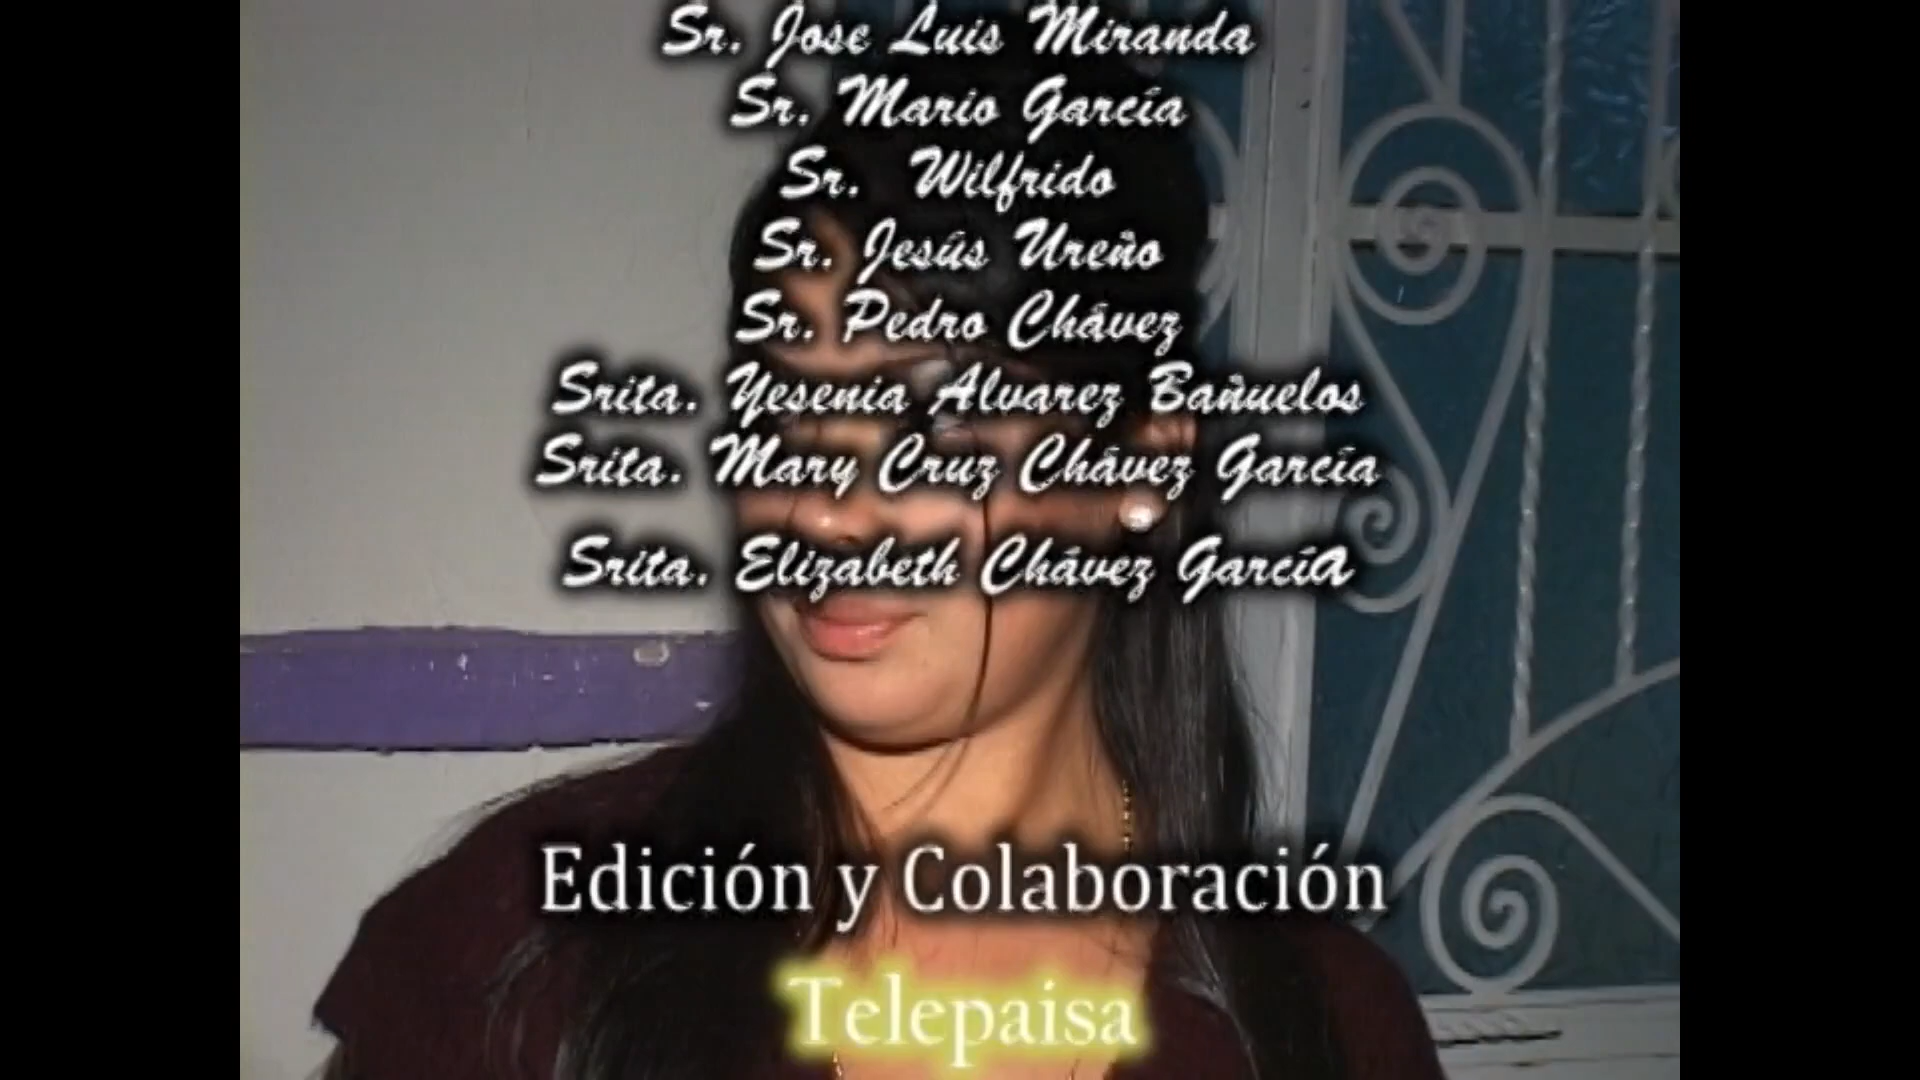 Sr. Jose Luis Miranda
Sr. Mario García
Sr. Wilfrido
Sr. Jesús Ureño
Sr. Pedro Chávez
Srita. Yesenia Alvarez Bañuelos
Srita. Mary Cruz Chávez García
Srita. Elizabeth Chávez García
Edición y Colaboración
Telepaisa